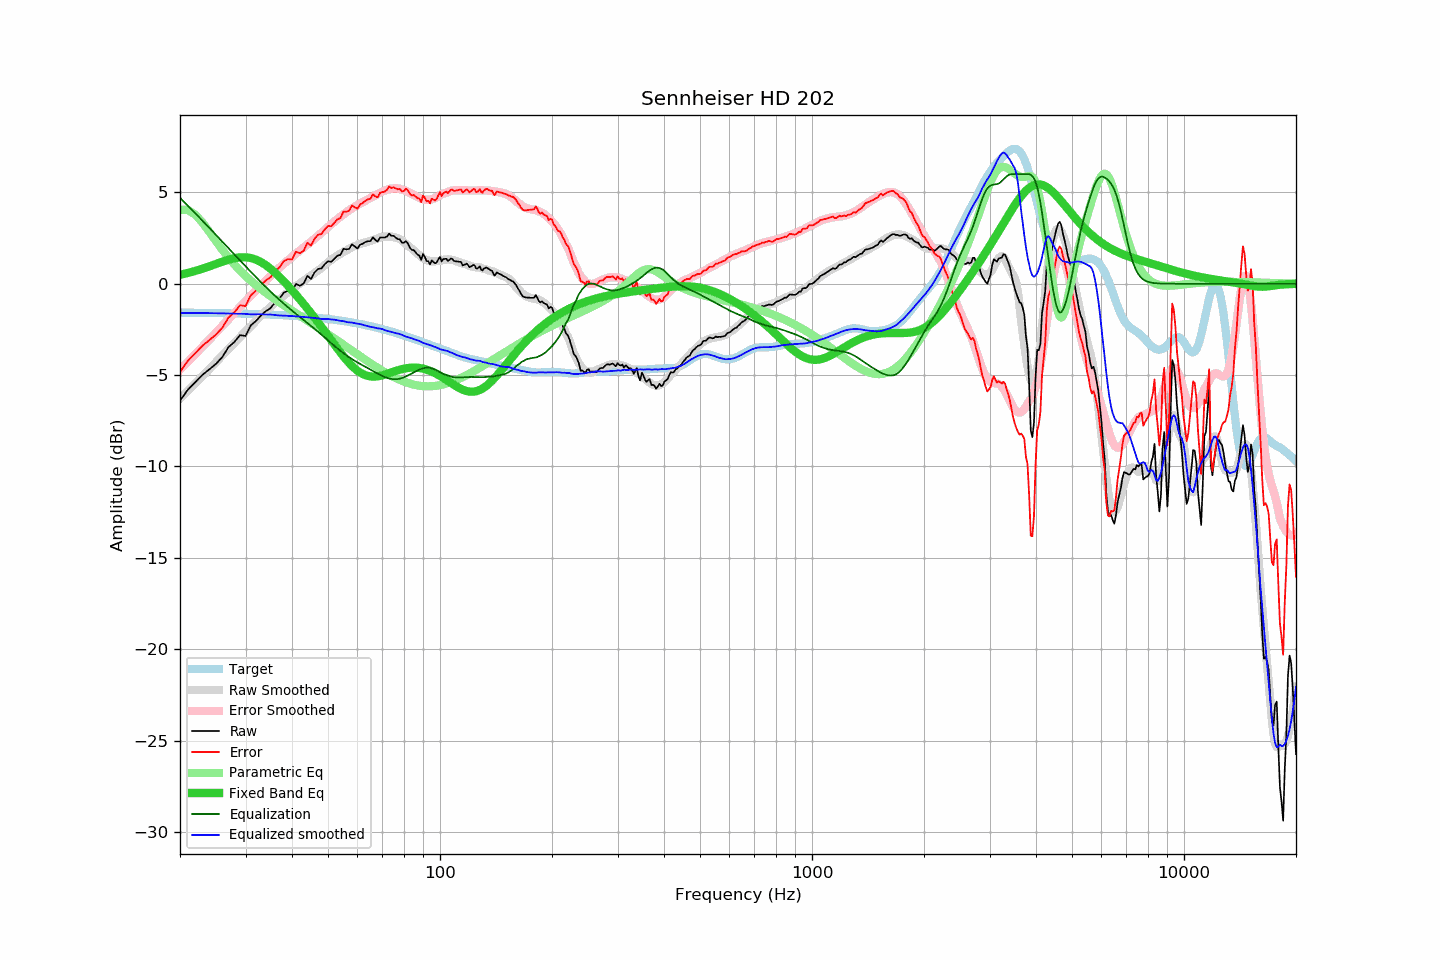 Sennheiser HD 202
Amplitude (dBr)
5
0
−5
−10
−15
−20
−25
−30
Target
Raw Smoothed
Error Smoothed
Raw
Error
Parametric Eq
Fixed Band Eq
Equalization
Equalized smoothed
100
1000
10000
Frequency (Hz)